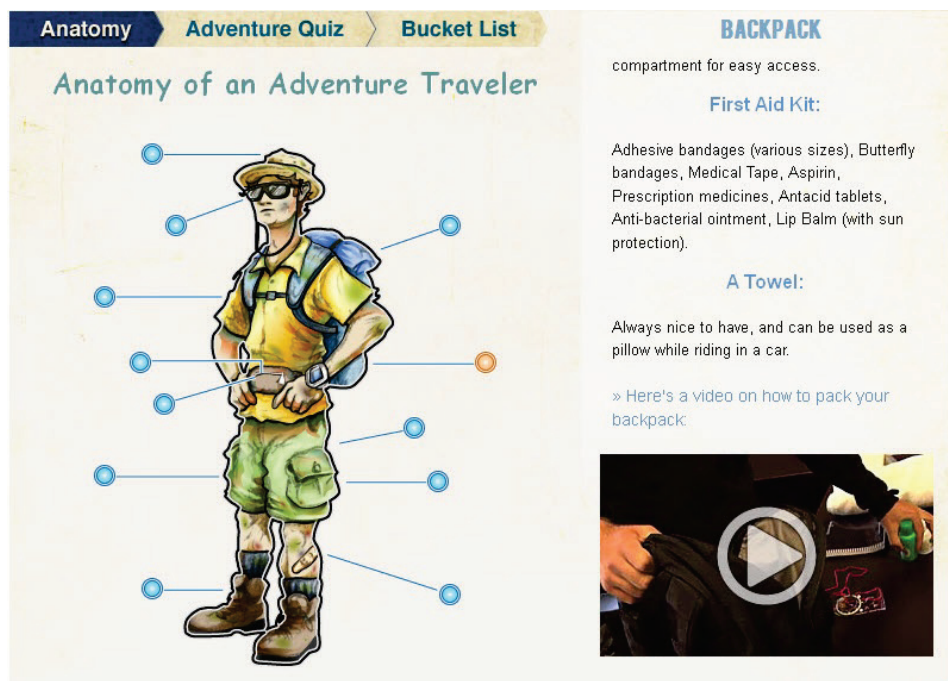 Anatomy
Adventure Quiz
Bucket List
Anatomy of an Adventure Traveler
BACKPACK
compartment for easy access.
First Aid Kit:
Adhesive bandages (various sizes), Butterfly
bandages, Medical Tape, Aspirin,
Prescription medicines, Antacid tablets,
Anti-bacterial ointment, Lip Balm (with sun
protection).
A Towel:
Always nice to have, and can be used as a
pillow while riding in a car.
» Here's a video on how to pack your
backpack: